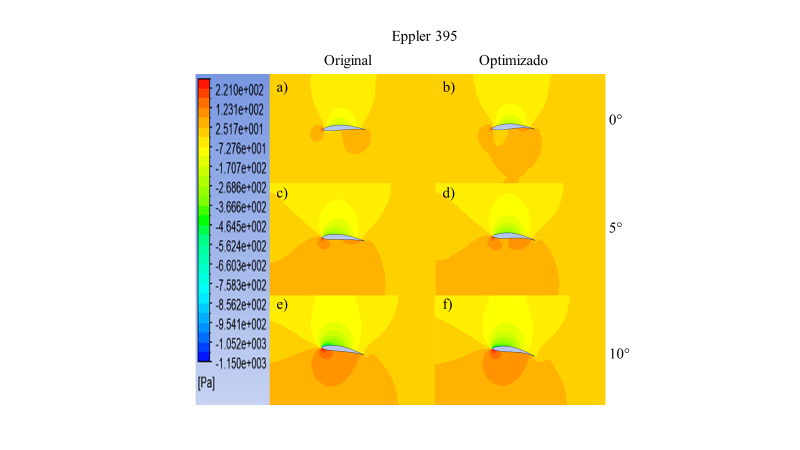 Eppler 395
Original Optimizado
a) b) 0°
c) d) 5°
e) f) 10°
2.210e+002
1.231e+002
2.517e+001
-7.276e+001
-1.707e+002
-2.686e+002
-3.666e+002
-4.645e+002
-5.624e+002
-6.603e+002
-7.583e+002
-8.562e+002
-9.541e+002
-1.052e+003
-1.150e+003
[Pa]